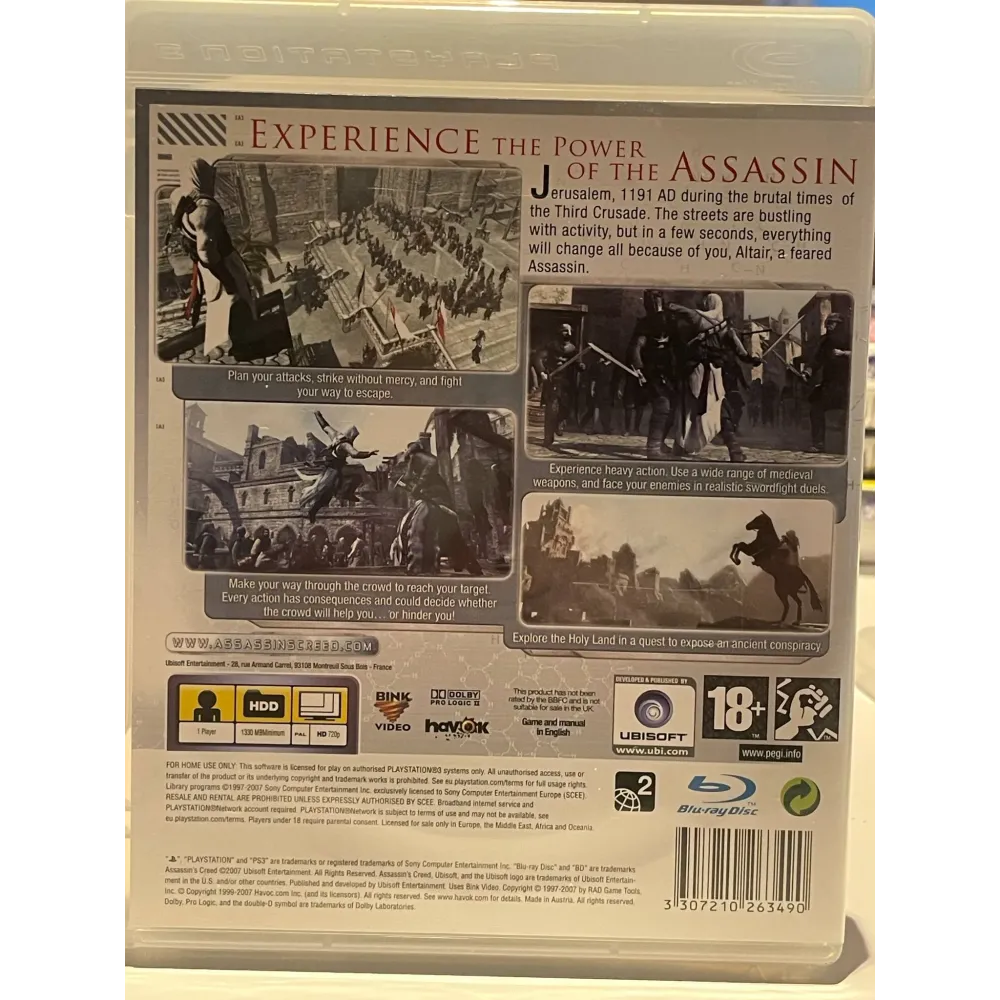 PLAYSTATION 3
EXPERIENCE THE POWER
OF THE ASSASSIN
Jerusalem, 1191 AD during the brutal times of
the Third Crusade. The streets are bustling
with activity, but in a few seconds, everything
will change all because of you, Altair, a feared
Assassin.
Plan your attacks, strike without mercy, and fight
your way to escape.
Experience heavy action. Use a wide range of medieval
weapons, and face your enemies in realistic swordfight duels.
Make your way through the crowd to reach your target.
Every action has consequences and could decide whether
the crowd will help you... or hinder you!
Explore the Holy Land in a quest to expose an ancient conspiracy.
WWW.ASSASSINSCREED.COM
Ubisoft Entertainment - 28, rue Armand Carrel, 93108 Montreuil Sous Bois - France
HDD
1 Player
1330 MB Minimum
PAL
HD 720p
BINK
VIDEO
DOLBY
PRO LOGIC II
havok
This product has not been
rated by the BBFC and is not
suitable for sale in the UK.
Game and manual
in English
DEVELOPED & PUBLISHED BY
UBISOFT
www.ubi.com
18+
www.pegi.info
FOR HOME USE ONLY: This software is licensed for play on authorised PLAYSTATION®3 systems only. All unauthorised access, use or
transfer of the product or its underlying copyright and trademark works is prohibited. See eu.playstation.com/terms for full usage rights.
Library programs ©1997-2007 Sony Computer Entertainment Inc. exclusively licensed to Sony Computer Entertainment Europe (SCEE).
RESALE AND RENTAL ARE PROHIBITED UNLESS EXPRESSLY AUTHORISED BY SCEE. Broadband internet service and
PLAYSTATION®Network account required. PLAYSTATION®Network is subject to terms of use and may not be available, see
eu.playstation.com/terms. Players under 18 require parental consent. Licensed for sale only in Europe, the Middle East, Africa and Oceania.
2
Blu-ray Disc
"PLAYSTATION" and "PS3" are trademarks or registered trademarks of Sony Computer Entertainment Inc. "Blu-ray Disc" and "BD" are trademarks
Assassin's Creed ©2007 Ubisoft Entertainment. All Rights Reserved. Assassin's Creed, Ubisoft, and the Ubisoft logo are trademarks of Ubisoft Entertain-
ment in the U.S. and/or other countries. Published and developed by Ubisoft Entertainment. Uses Bink Video. Copyright © 1997-2007 by RAD Game Tools,
Inc. © Copyright 1999-2007 Havoc.com Inc. (and its licensors). All rights reserved. See www.havok.com for details. Made in Austria. All rights reserved.
Dolby, Pro Logic, and the double-D symbol are trademarks of Dolby Laboratories.
3 307210 263490